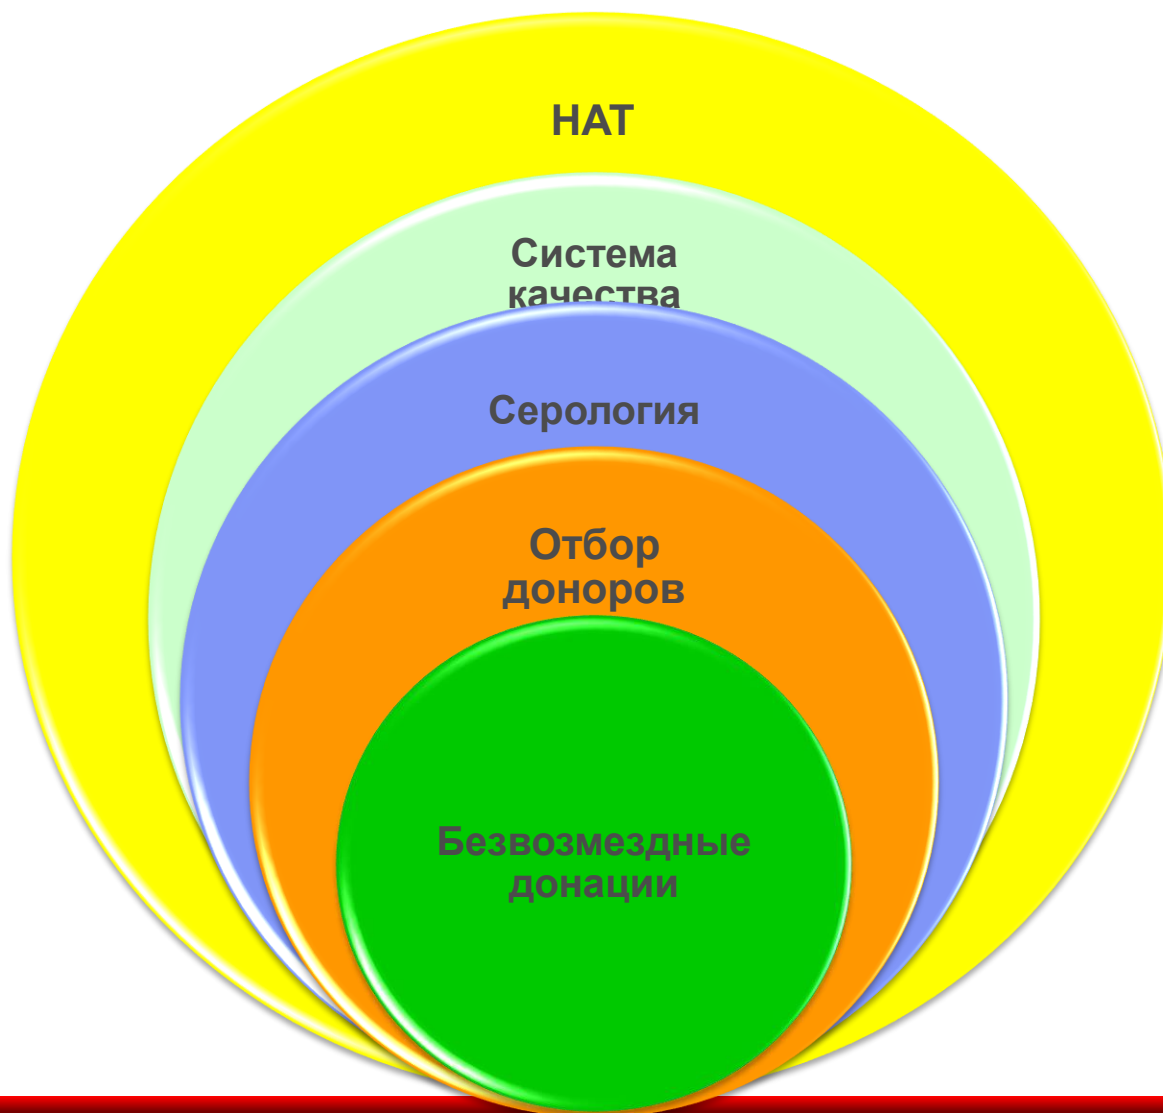 НАТ
Система
качества
Серология
Отбор
доноров
Безвозмездные
донации